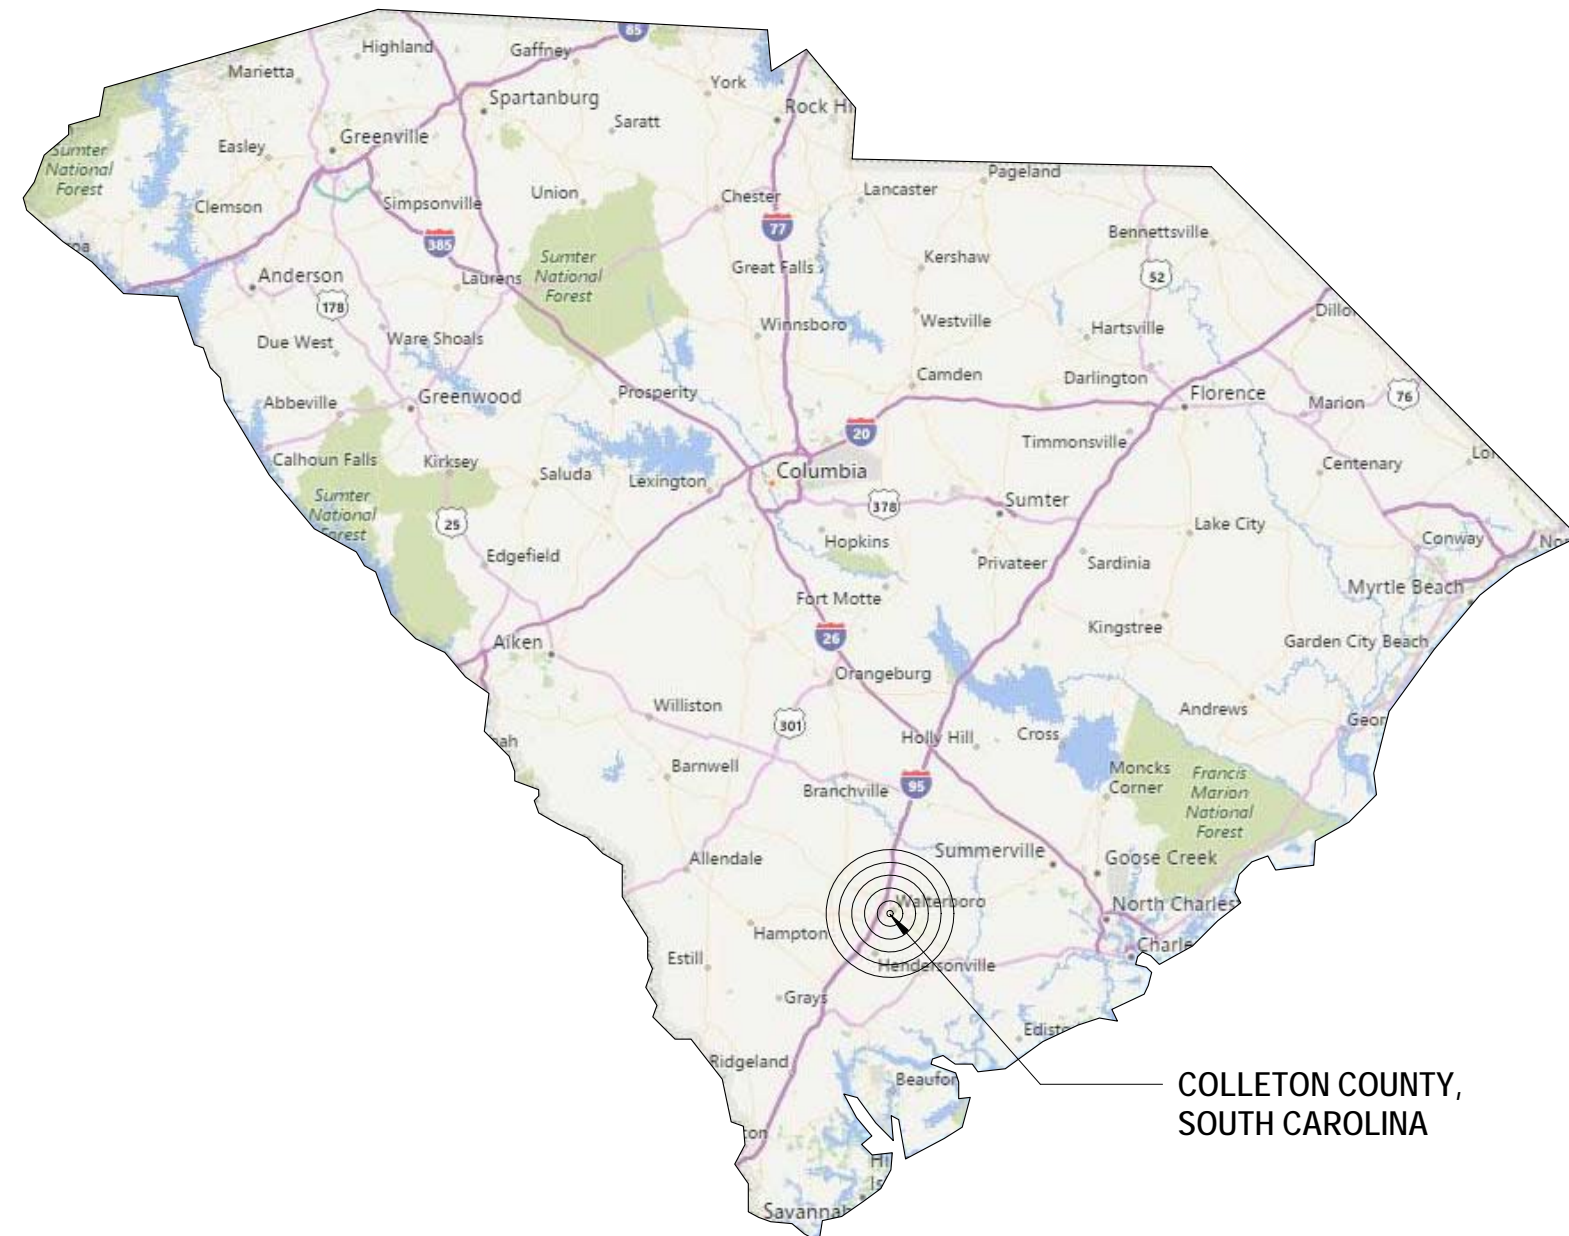 85
Highland
Gaffney
Marietta
York
Spartanburg
Rock Hi
Saratt
Greenville
Easley
Sumter
National
Forest
Pageland
Lancaster
Union
Chester
Simpsonville
Clemson
77
Bennettsville
385
Kershaw
Sumter
National
Forest
Great Falls
Anderson
Laurens
52
178
Dillo
Winnsboro
Westville
Hartsville
Due West
Ware Shoals
Camden
Darlington
Prosperity
Florence
76
Greenwood
Abbeville
Marion
20
Timmonsville
Calhoun Falls
Kirksey
Columbia
Centenary
Saluda
Lexington
Sumter
National
Forest
Sumter
378
25
Lake City
Hopkins
Conway
Edgefield
Privateer
Sardinia
Myrtle Beach
Fort Motte
Kingstree
26
Aiken
Garden City Beach
Orangeburg
Williston
Andrews
301
Geor
Holly Hill
Cross
Barnwell
Moncks
Corner
Francis
Marion
National
Forest
95
Branchville
Summerville
Allendale
Goose Creek
Walterboro
North Charles
Hampton
Charle
Estill
Hendersonville
Grays
Edisto
Ridgeland
Beaufor
COLLETON COUNTY,
SOUTH CAROLINA
Savannah